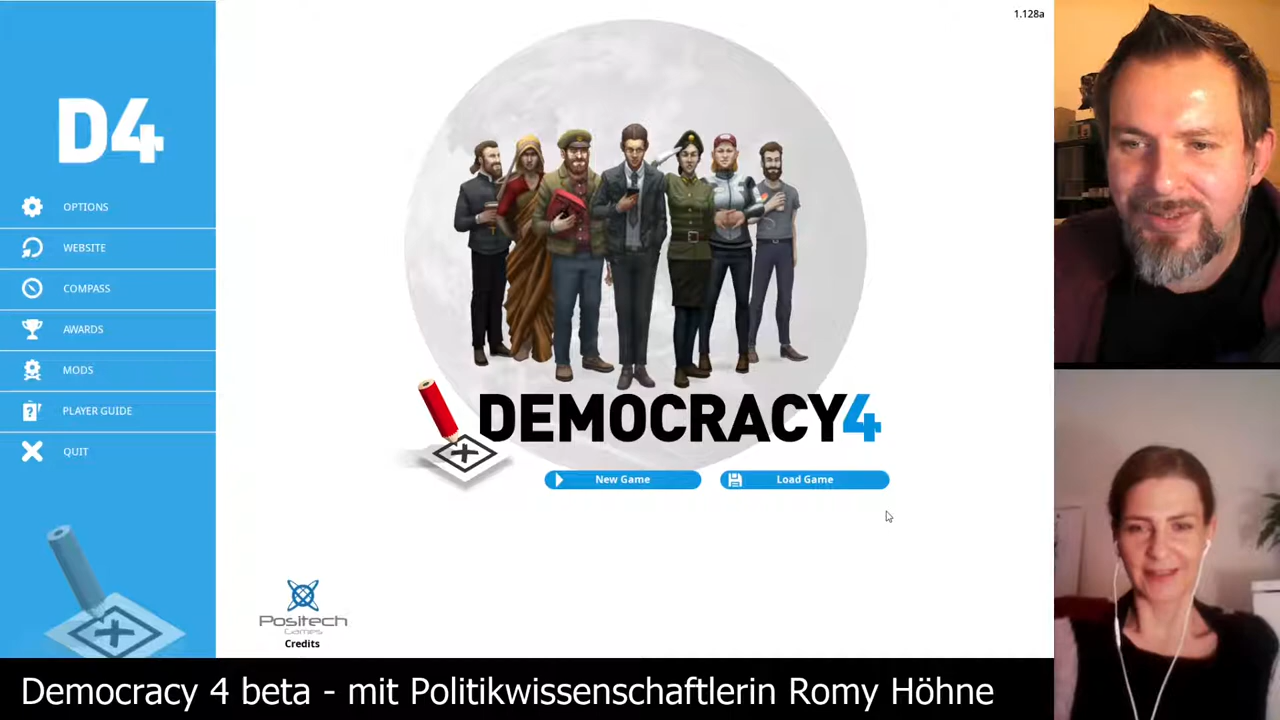 1.128a
D4
OPTIONS
WEBSITE
COMPASS
AWARDS
MODS
PLAYER GUIDE
QUIT
DEMOCRACY4
New Game
Load Game
Positech
Games
Credits
Democracy 4 beta - mit Politikwissenschaftlerin Romy Höhne